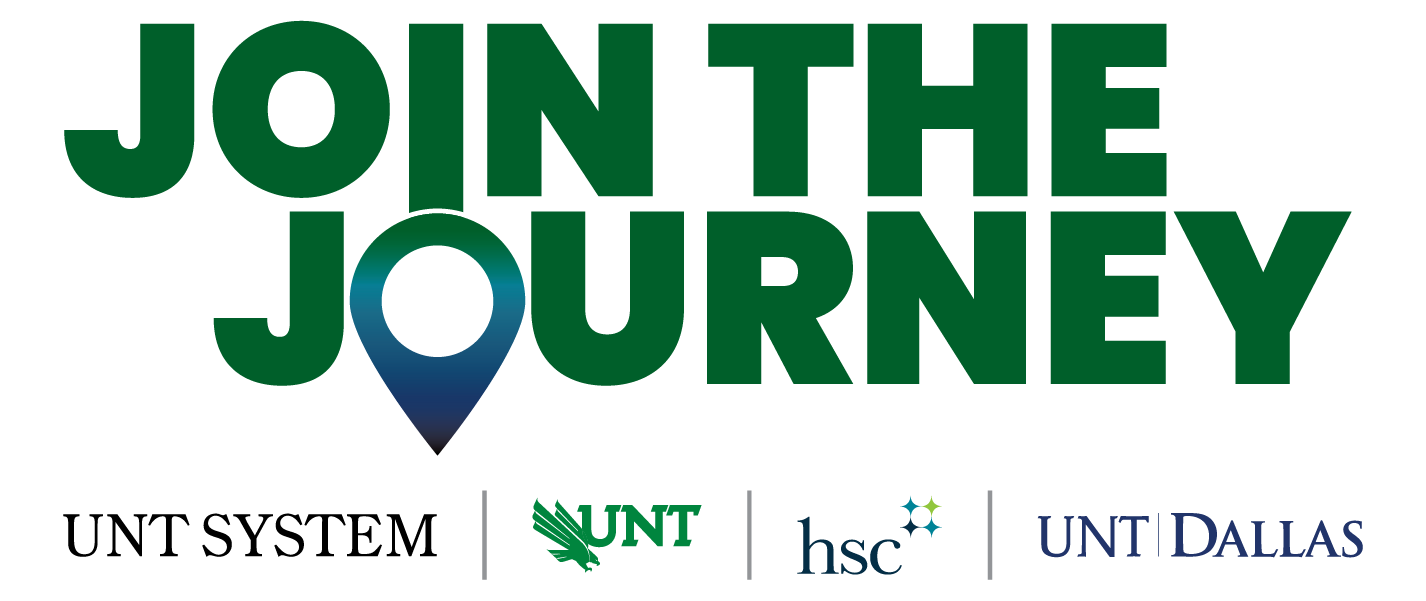 JOIN THE
JOURNEY
UNT SYSTEM
UNT
hsc
UNT DALLAS